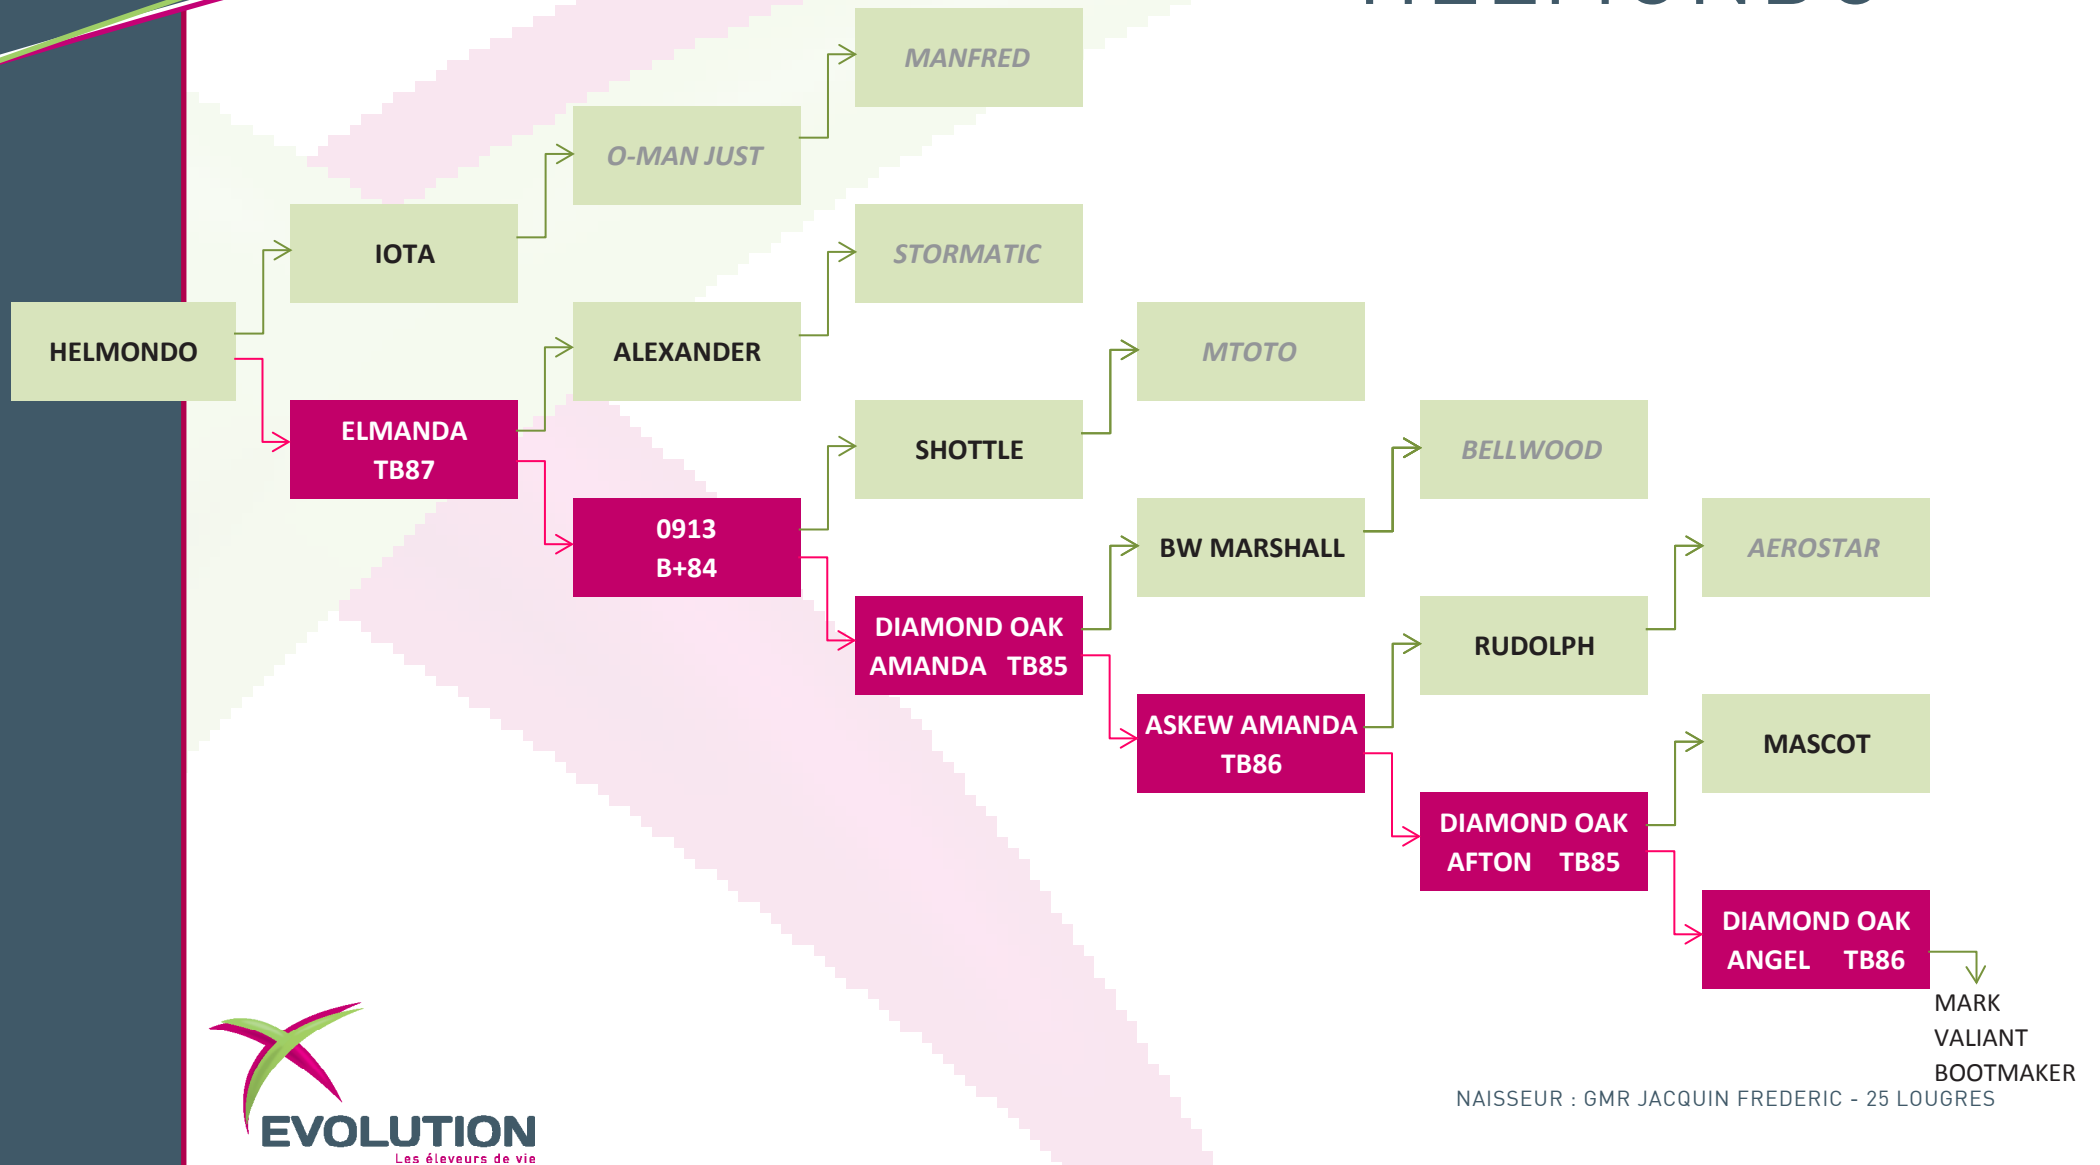 HELMONDO
MANFRED
O-MAN JUST
IOTA
STORMATIC
HELMONDO
ALEXANDER
MTOTO
ELMANDA
TB87
SHOTTLE
BELLWOOD
0913
B+84
BW MARSHALL
AEROSTAR
DIAMOND OAK
AMANDA TB85
RUDOLPH
ASKEW AMANDA
TB86
MASCOT
DIAMOND OAK
AFTON TB85
DIAMOND OAK
ANGEL TB86
MARK
VALIANT
BOOTMAKER
NAISSEUR : GMR JACQUIN FREDERIC - 25 LOUGRES
EVOLUTION
Les éleveurs de vie